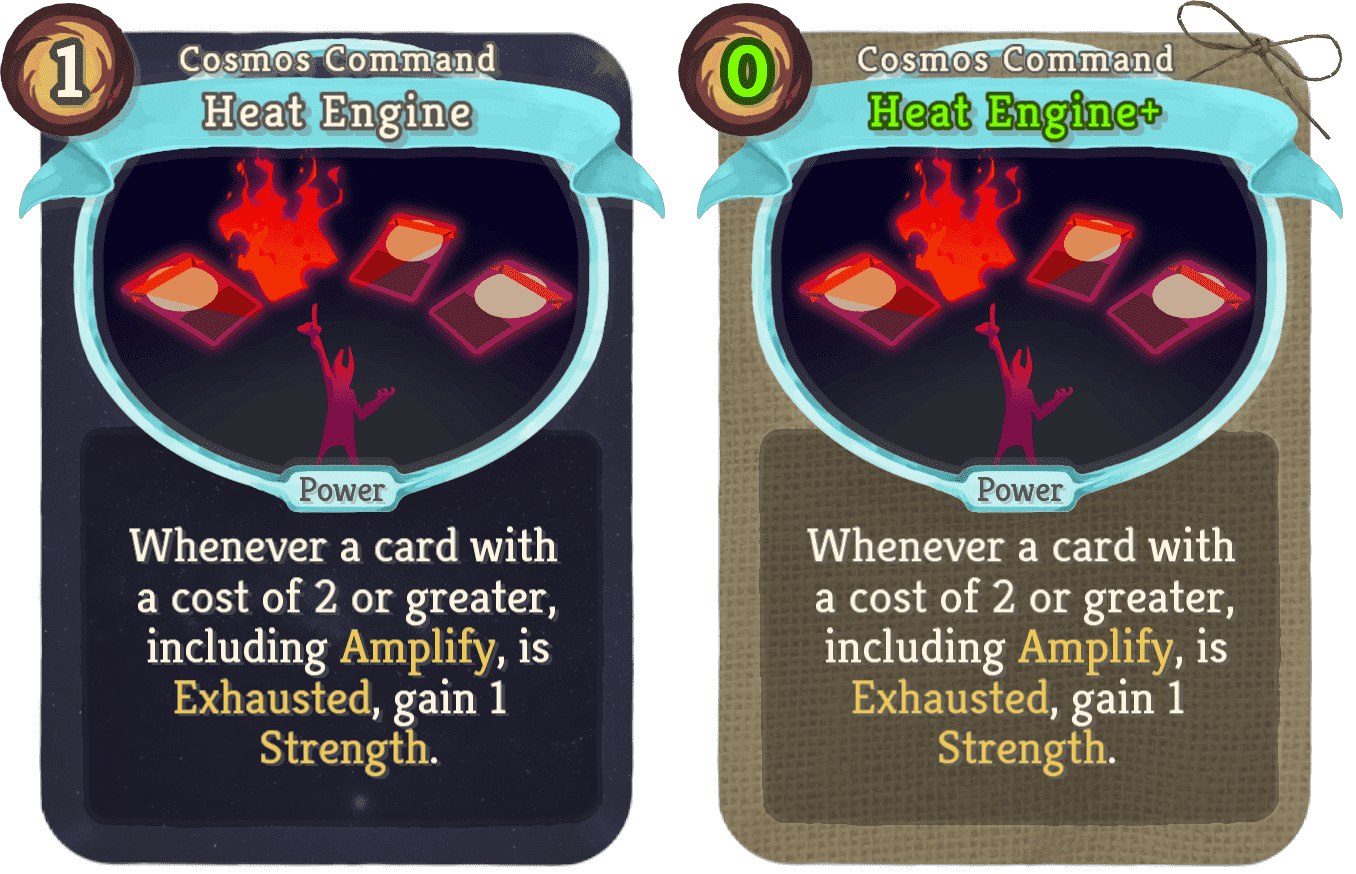 1
Cosmos Command
Heat Engine
Power
Whenever a card with
a cost of 2 or greater,
including Amplify, is
Exhausted, gain 1
Strength.
0
Cosmos Command
Heat Engine+
Power
Whenever a card with
a cost of 2 or greater,
including Amplify, is
Exhausted, gain 1
Strength.